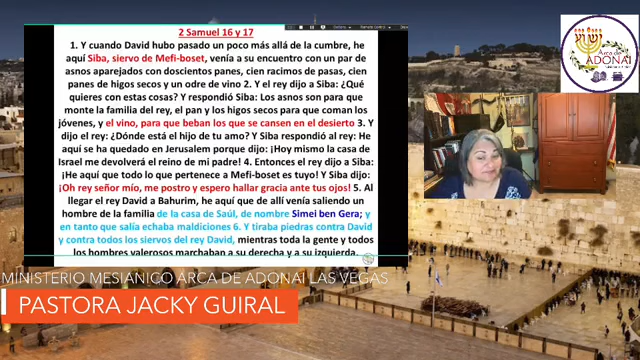 2 Samuel 16 y 17
1. Y cuando David hubo pasado un poco más allá de la cumbre, he
aquí Siba, siervo de Mefi-boset, venía a su encuentro con un par de
asnos aparejados con doscientos panes, cien racimos de pasas, cien
panes de higos secos y un odre de vino 2. Y el rey dijo a Siba: ¿Qué
quieres con estas cosas? Y respondió Siba: Los asnos son para que
monte la familia del rey, el pan y los higos secos para que coman los
jóvenes, y el vino, para que beban los que se cansen en el desierto 3. Y
dijo el rey: ¿Dónde está el hijo de tu amo? Y Siba respondió al rey: He
aquí se ha quedado en Jerusalem porque dijo: ¡Hoy mismo la casa de
Israel me devolverá el reino de mi padre! 4. Entonces el rey dijo a Siba:
¡He aquí que todo lo que pertenece a Mefi-boset es tuyo! Y Siba dijo:
¡Oh rey señor mío, me postro y espero hallar gracia ante tus ojos! 5. Al
llegar el rey David a Bahurim, he aquí que de allí venía saliendo un
hombre de la familia de la casa de Saúl, de nombre Simei ben Gera; y
en tanto que salía echaba maldiciones 6. Y tiraba piedras contra David
y contra todos los siervos del rey David, mientras toda la gente y todos
los hombres valerosos marchaban a su derecha y a su izquierda.
ישוע
Arca de
ADONAI
MINISTERIO MESIANICO ARCA DE ADONAI LAS VEGAS
PASTORA JACKY GUIRAL